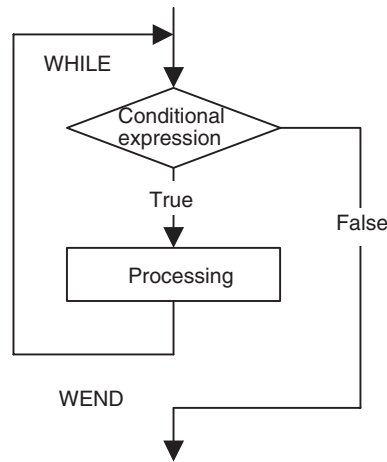 WHILE
Conditional
expression
True
False
Processing
WEND